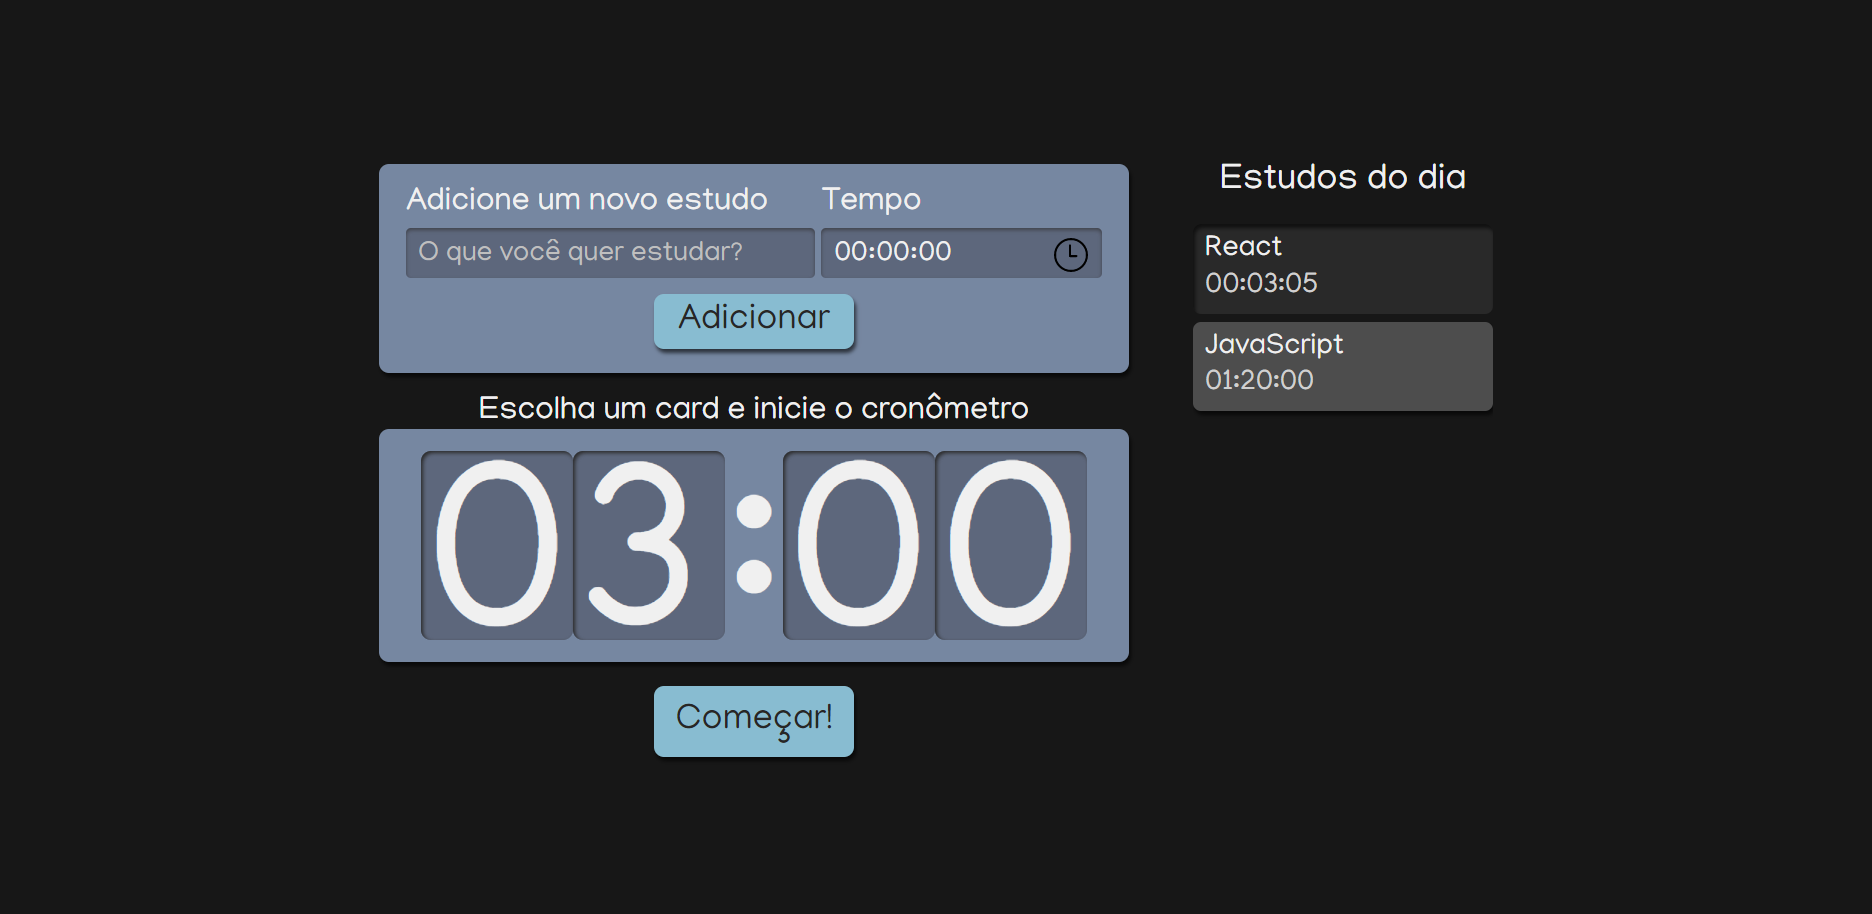 Adicione um novo estudo
Tempo
O que você quer estudar?
00:00:00
Adicionar
Escolha um card e inicie o cronômetro
03:00
Começar!
Estudos do dia
React
00:03:05
JavaScript
01:20:00